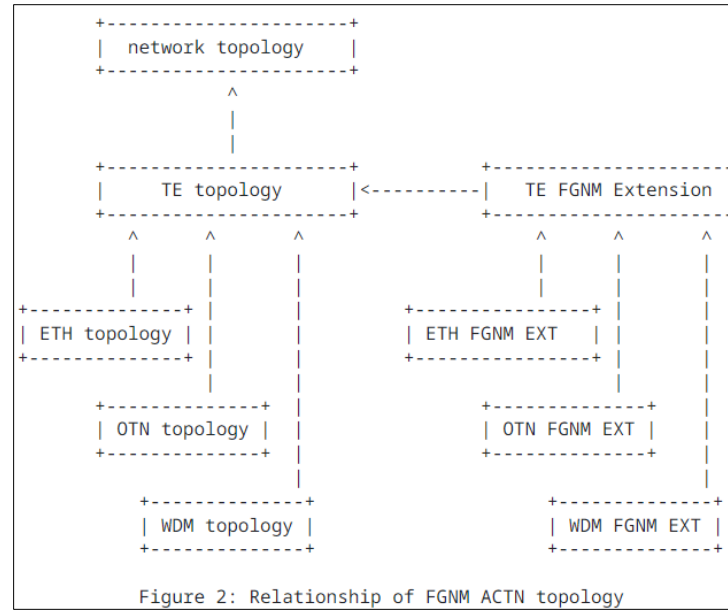 network topology
TE topology TE FGNM Extension
ETH topology ETH FGNM EXT
OTN topology OTN FGNM EXT
WDM topology WDM FGNM EXT
Figure 2: Relationship of FGNM ACTN topology